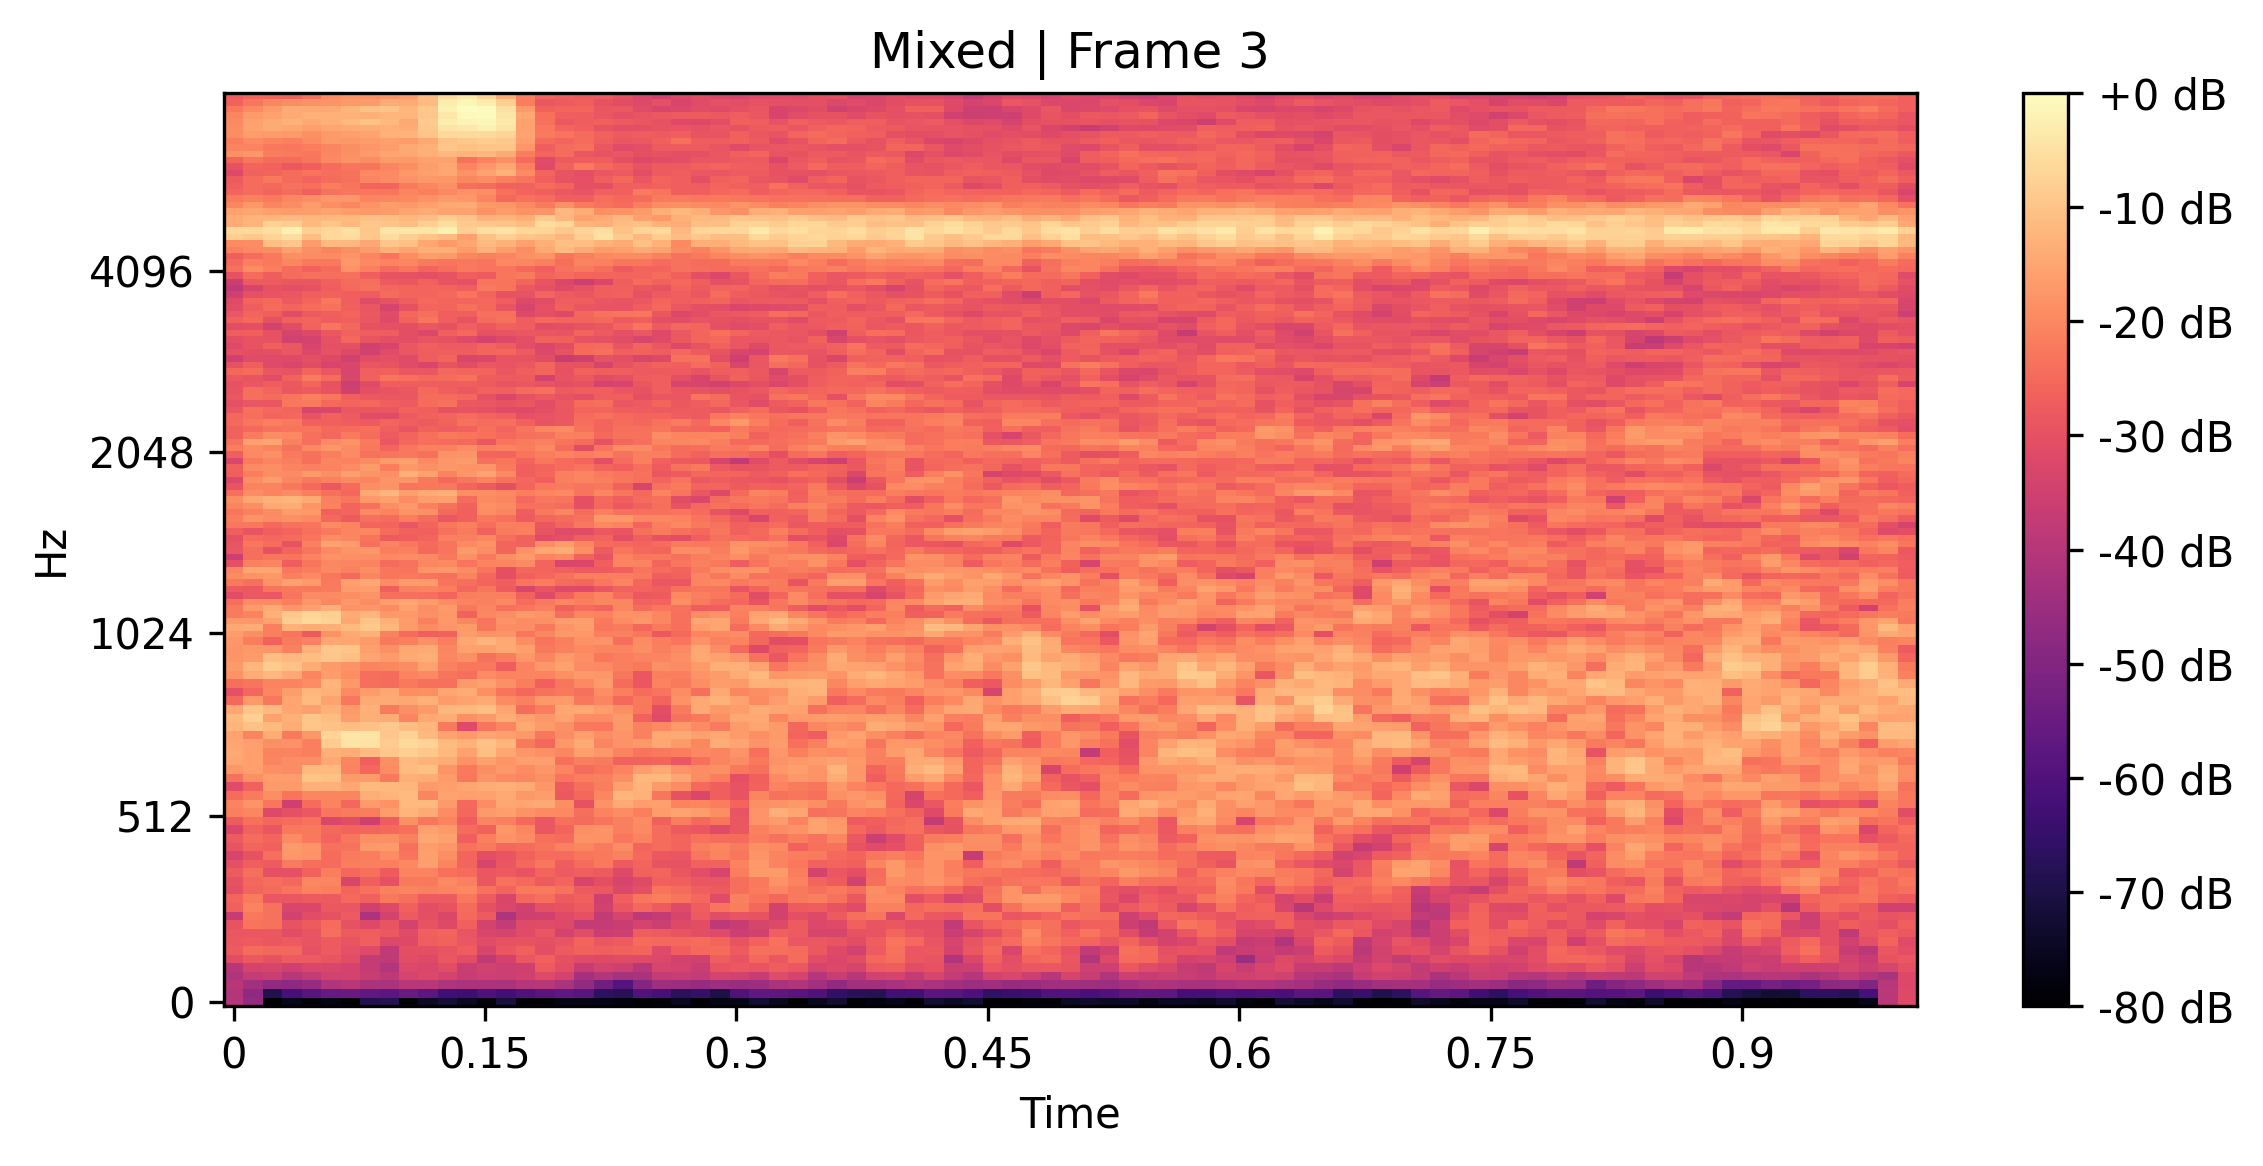 Mixed | Frame 3
+0 dB
-10 dB
4096
-20 dB
-30 dB
2048
-40 dB
Hz
1024
-50 dB
512
-60 dB
-70 dB
0
-80 dB
0 0.15 0.3 0.45 0.6 0.75 0.9
Time